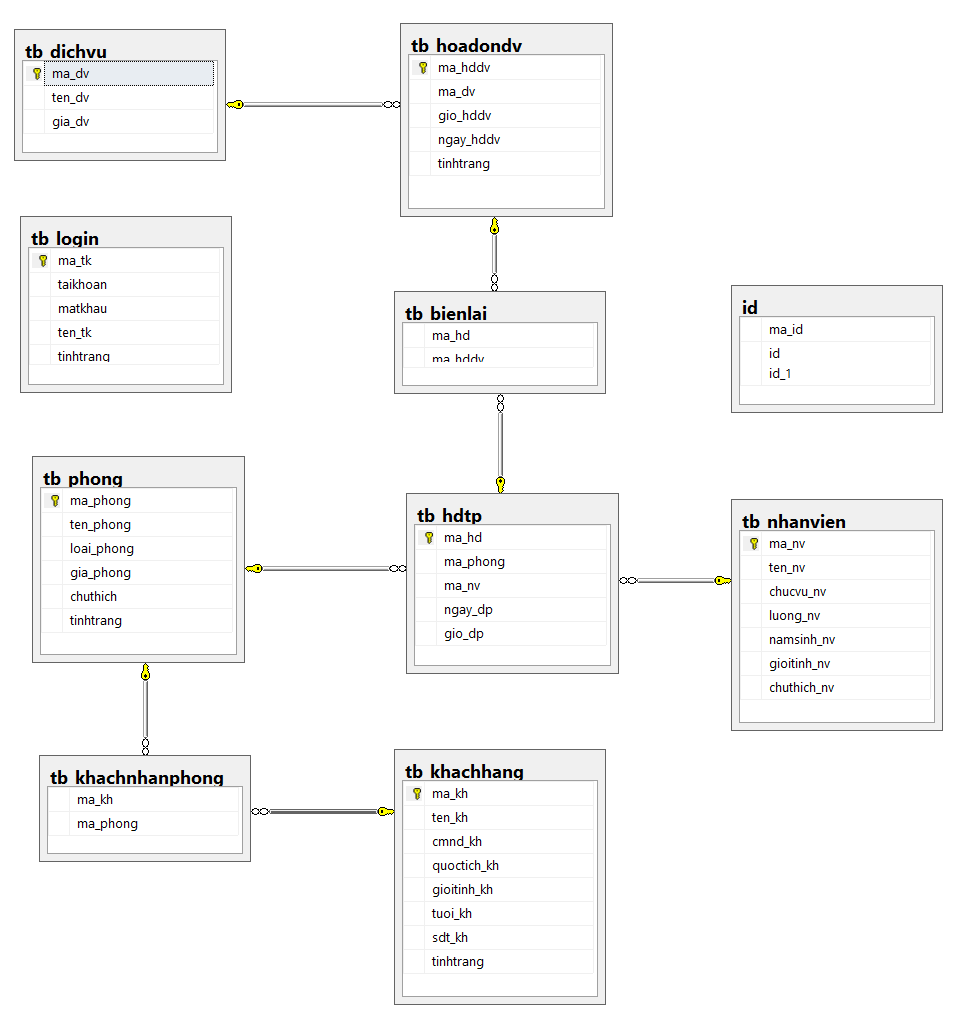 tb_dichvu
ma_dv
ten_dv
gia_dv
tb_hoadondv
ma_hddv
ma_dv
gio_hddv
ngay_hddv
tinhtrang
tb_login
ma_tk
taikhoan
matkhau
ten_tk
tinhtrang
tb_bienlai
ma_hd
ma_hddv
id
ma_id
id
id_1
tb_phong
ma_phong
ten_phong
loai_phong
gia_phong
chuthich
tinhtrang
tb_hdtp
ma_hd
ma_phong
ma_nv
ngay_dp
gio_dp
tb_nhanvien
ma_nv
ten_nv
chucvu_nv
luong_nv
namsinh_nv
gioitinh_nv
chuthich_nv
tb_khachnhanphong
ma_kh
ma_phong
tb_khachhang
ma_kh
ten_kh
cmnd_kh
quoctich_kh
gioitinh_kh
tuoi_kh
sdt_kh
tinhtrang